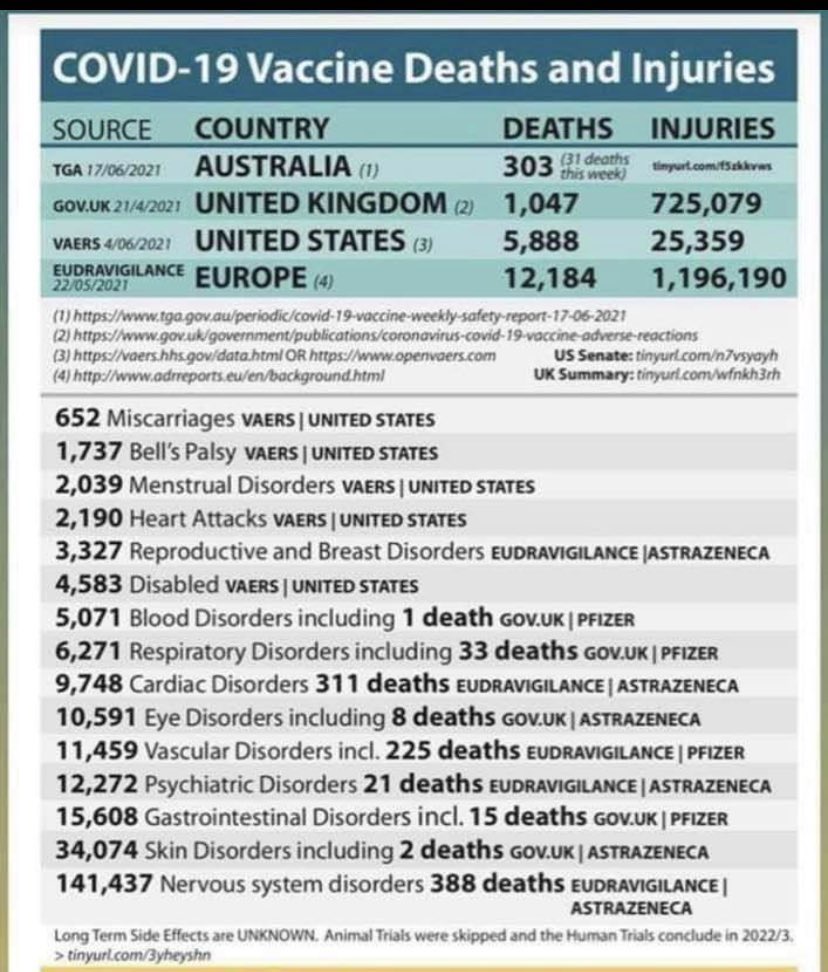 COVID-19 Vaccine Deaths and Injuries
SOURCE COUNTRY DEATHS INJURIES
TGA 17/06/2021 AUSTRALIA (1) 303 (31 deaths this week) tinyurl.com/f5zkkvws
GOV.UK 21/4/2021 UNITED KINGDOM (2) 1,047 725,079
VAERS 4/06/2021 UNITED STATES (3) 5,888 25,359
EUDRAVIGILANCE 22/05/2021 EUROPE (4) 12,184 1,196,190
(1) https://www.tga.gov.au/periodic/covid-19-vaccine-weekly-safety-report-17-06-2021
(2) https://www.gov.uk/government/publications/coronavirus-covid-19-vaccine-adverse-reactions
(3) https://vaers.hhs.gov/data.html OR https://www.openvaers.com US Senate: tinyurl.com/n7vsyayh
(4) http://www.adrreports.eu/en/background.html UK Summary: tinyurl.com/wfnkh3rh
652 Miscarriages VAERS | UNITED STATES
1,737 Bell's Palsy VAERS | UNITED STATES
2,039 Menstrual Disorders VAERS | UNITED STATES
2,190 Heart Attacks VAERS | UNITED STATES
3,327 Reproductive and Breast Disorders EUDRAVIGILANCE |ASTRAZENECA
4,583 Disabled VAERS | UNITED STATES
5,071 Blood Disorders including 1 death GOV.UK | PFIZER
6,271 Respiratory Disorders including 33 deaths GOV.UK | PFIZER
9,748 Cardiac Disorders 311 deaths EUDRAVIGILANCE | ASTRAZENECA
10,591 Eye Disorders including 8 deaths GOV.UK | ASTRAZENECA
11,459 Vascular Disorders incl. 225 deaths EUDRAVIGILANCE | PFIZER
12,272 Psychiatric Disorders 21 deaths EUDRAVIGILANCE | ASTRAZENECA
15,608 Gastrointestinal Disorders incl. 15 deaths GOV.UK | PFIZER
34,074 Skin Disorders including 2 deaths GOV.UK | ASTRAZENECA
141,437 Nervous system disorders 388 deaths EUDRAVIGILANCE |
ASTRAZENECA
Long Term Side Effects are UNKNOWN. Animal Trials were skipped and the Human Trials conclude in 2022/3.
> tinyurl.com/3yheyshn